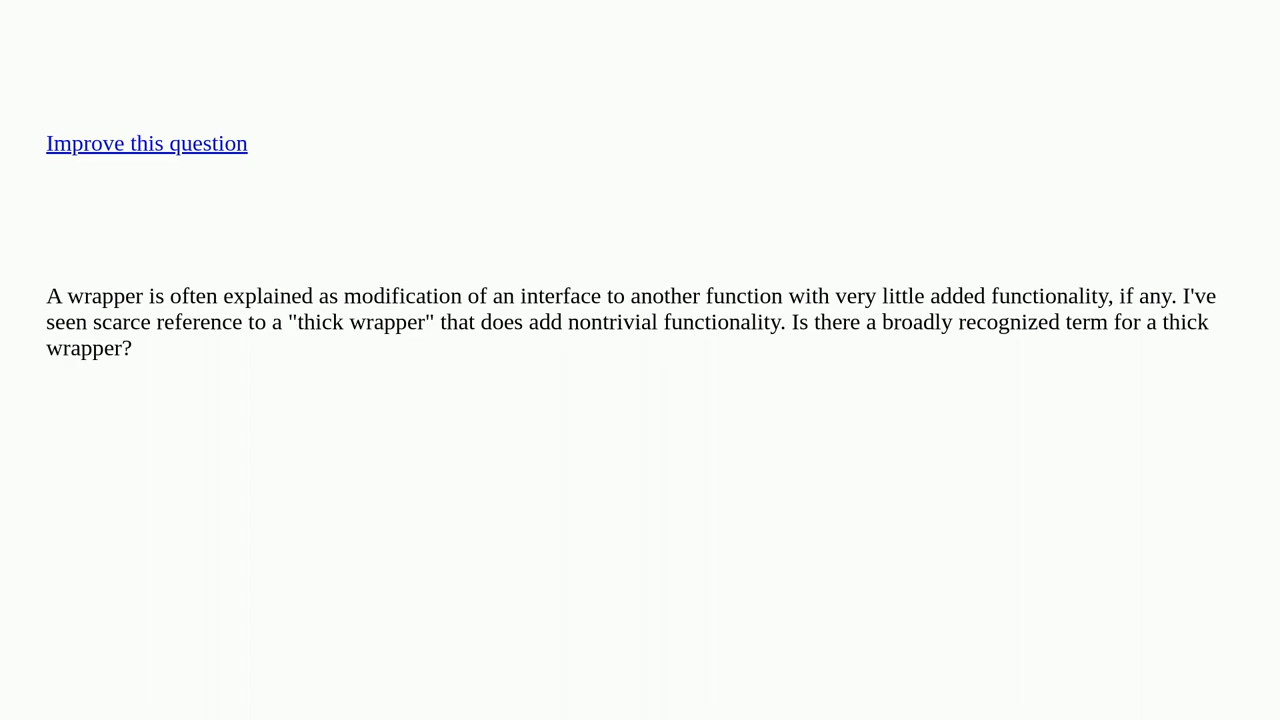 Improve this question
A wrapper is often explained as modification of an interface to another function with very little added functionality, if any. I've
seen scarce reference to a "thick wrapper" that does add nontrivial functionality. Is there a broadly recognized term for a thick
wrapper?